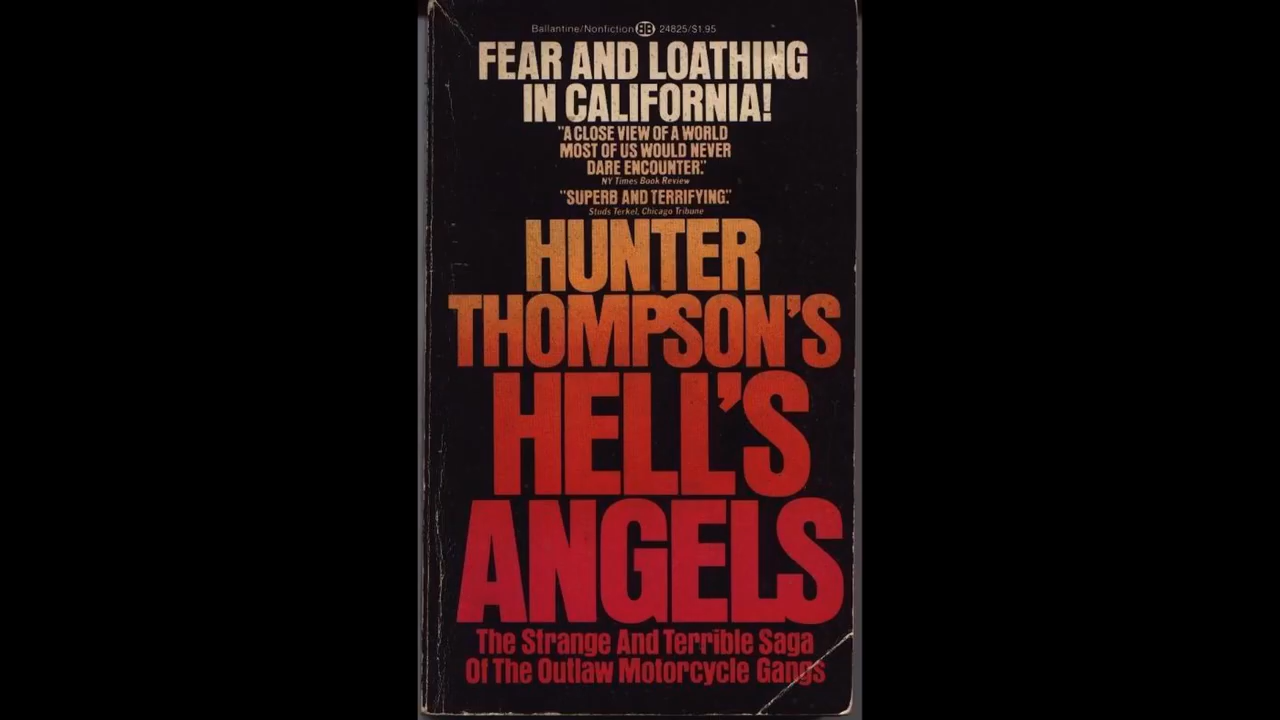 Ballantine/Nonfiction BB 24825/$1.95
FEAR AND LOATHING
IN CALIFORNIA!
"A CLOSE VIEW OF A WORLD
MOST OF US WOULD NEVER
DARE ENCOUNTER."
NY Times Book Review
"SUPERB AND TERRIFYING."
Studs Terkel, Chicago Tribune
HUNTER
THOMPSON'S
HELL'S
ANGELS
The Strange And Terrible Saga
Of The Outlaw Motorcycle Gangs